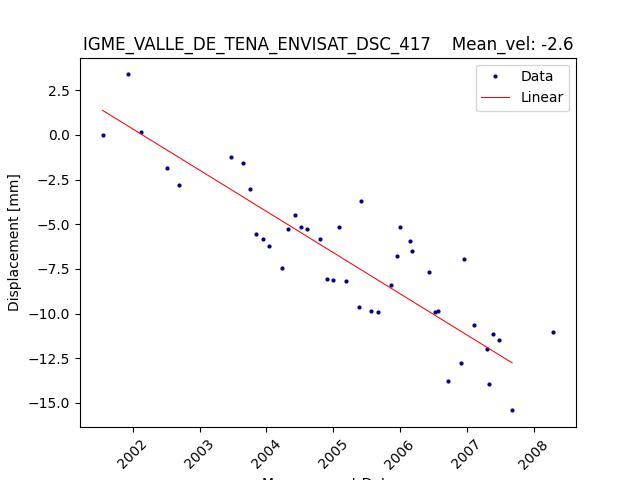 IGME_VALLE_DE_TENA_ENVISAT_DSC_417    Mean_vel: -2.6
Data
Linear
2.5
0.0
−2.5
−5.0
−7.5
−10.0
−12.5
−15.0
Displacement [mm]
2002 2003 2004 2005 2006 2007 2008